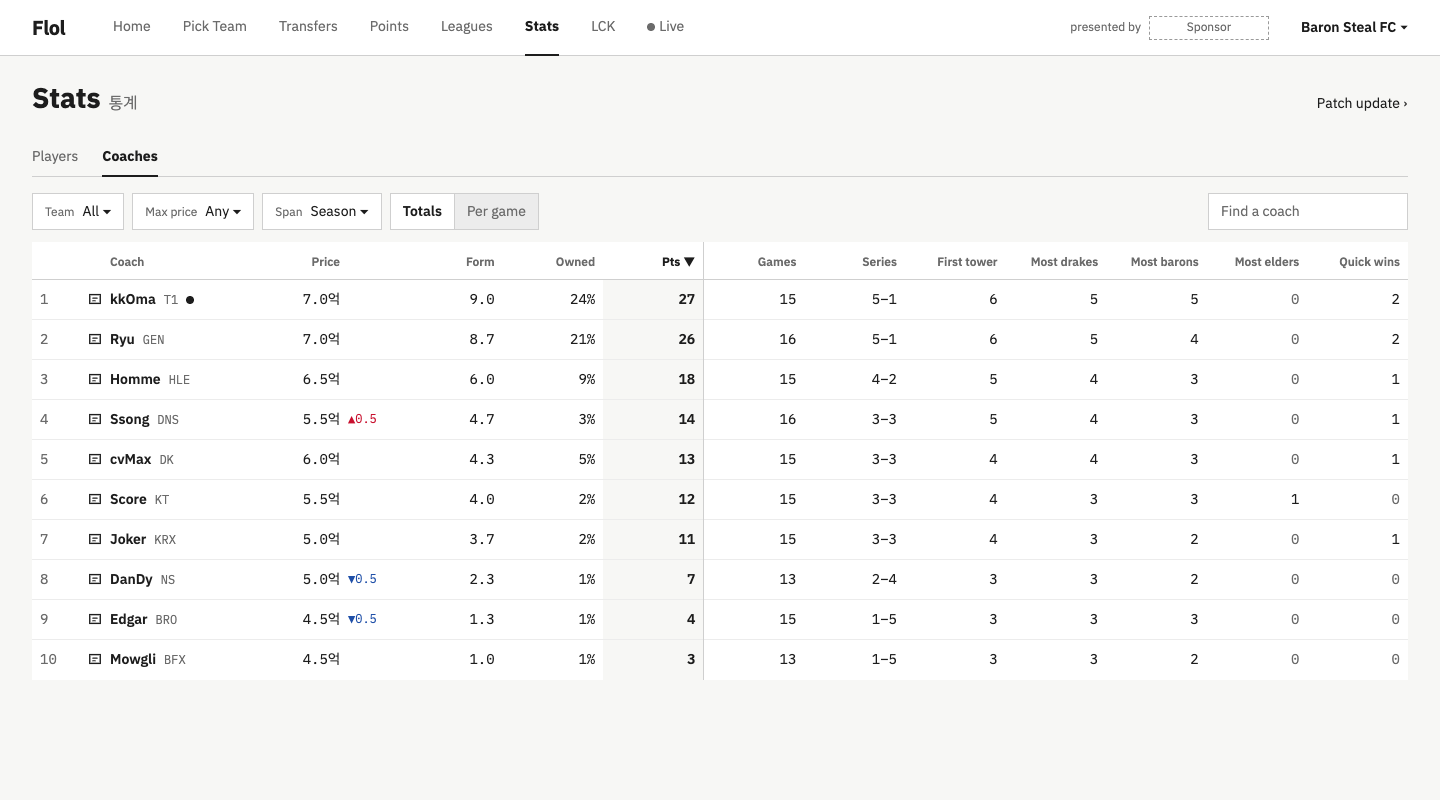 Flol Home Pick Team Transfers Points Leagues Stats LCK Live presented by Sponsor Baron Steal FC
Stats 통계 Patch update ›
Players Coaches
Team All Max price Any Span Season Totals Per game Find a coach
Coach Price Form Owned Pts ▼ Games Series First tower Most drakes Most barons Most elders Quick wins
1 kkOma T1 ● 7.0억 9.0 24% 27 15 5–1 6 5 5 0 2
2 Ryu GEN 7.0억 8.7 21% 26 16 5–1 6 5 4 0 2
3 Homme HLE 6.5억 6.0 9% 18 15 4–2 5 4 3 0 1
4 Ssong DNS 5.5억 ▲0.5 4.7 3% 14 16 3–3 5 4 3 0 1
5 cvMax DK 6.0억 4.3 5% 13 15 3–3 4 4 3 0 1
6 Score KT 5.5억 4.0 2% 12 15 3–3 4 3 3 1 0
7 Joker KRX 5.0억 3.7 2% 11 15 3–3 4 3 2 0 1
8 DanDy NS 5.0억 ▼0.5 2.3 1% 7 13 2–4 3 3 2 0 0
9 Edgar BRO 4.5억 ▼0.5 1.3 1% 4 15 1–5 3 3 3 0 0
10 Mowgli BFX 4.5억 1.0 1% 3 13 1–5 3 3 2 0 0